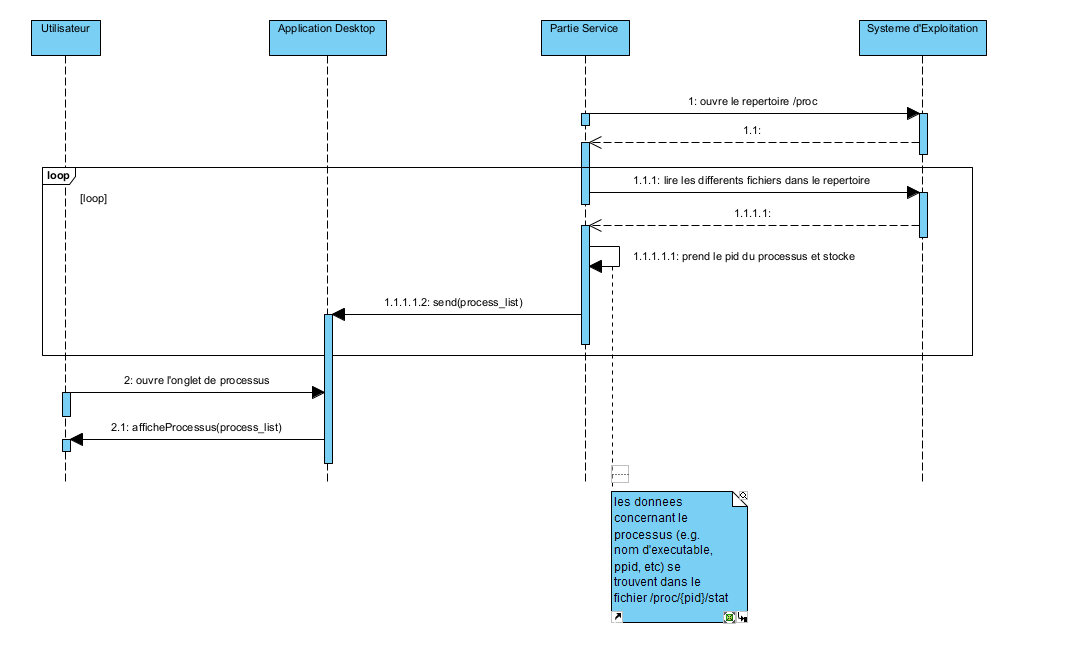 Utilisateur
Application Desktop
Partie Service
Systeme d'Exploitation
1: ouvre le repertoire /proc
1.1:
loop
[loop]
1.1.1: lire les differents fichiers dans le repertoire
1.1.1.1:
1.1.1.1.1: prend le pid du processus et stocke
1.1.1.1.2: send(process_list)
2: ouvre l'onglet de processus
2.1: afficheProcessus(process_list)
les donnees
concernant le
processus (e.g.
nom d'executable,
ppid, etc) se
trouvent dans le
fichier /proc/{pid}/stat